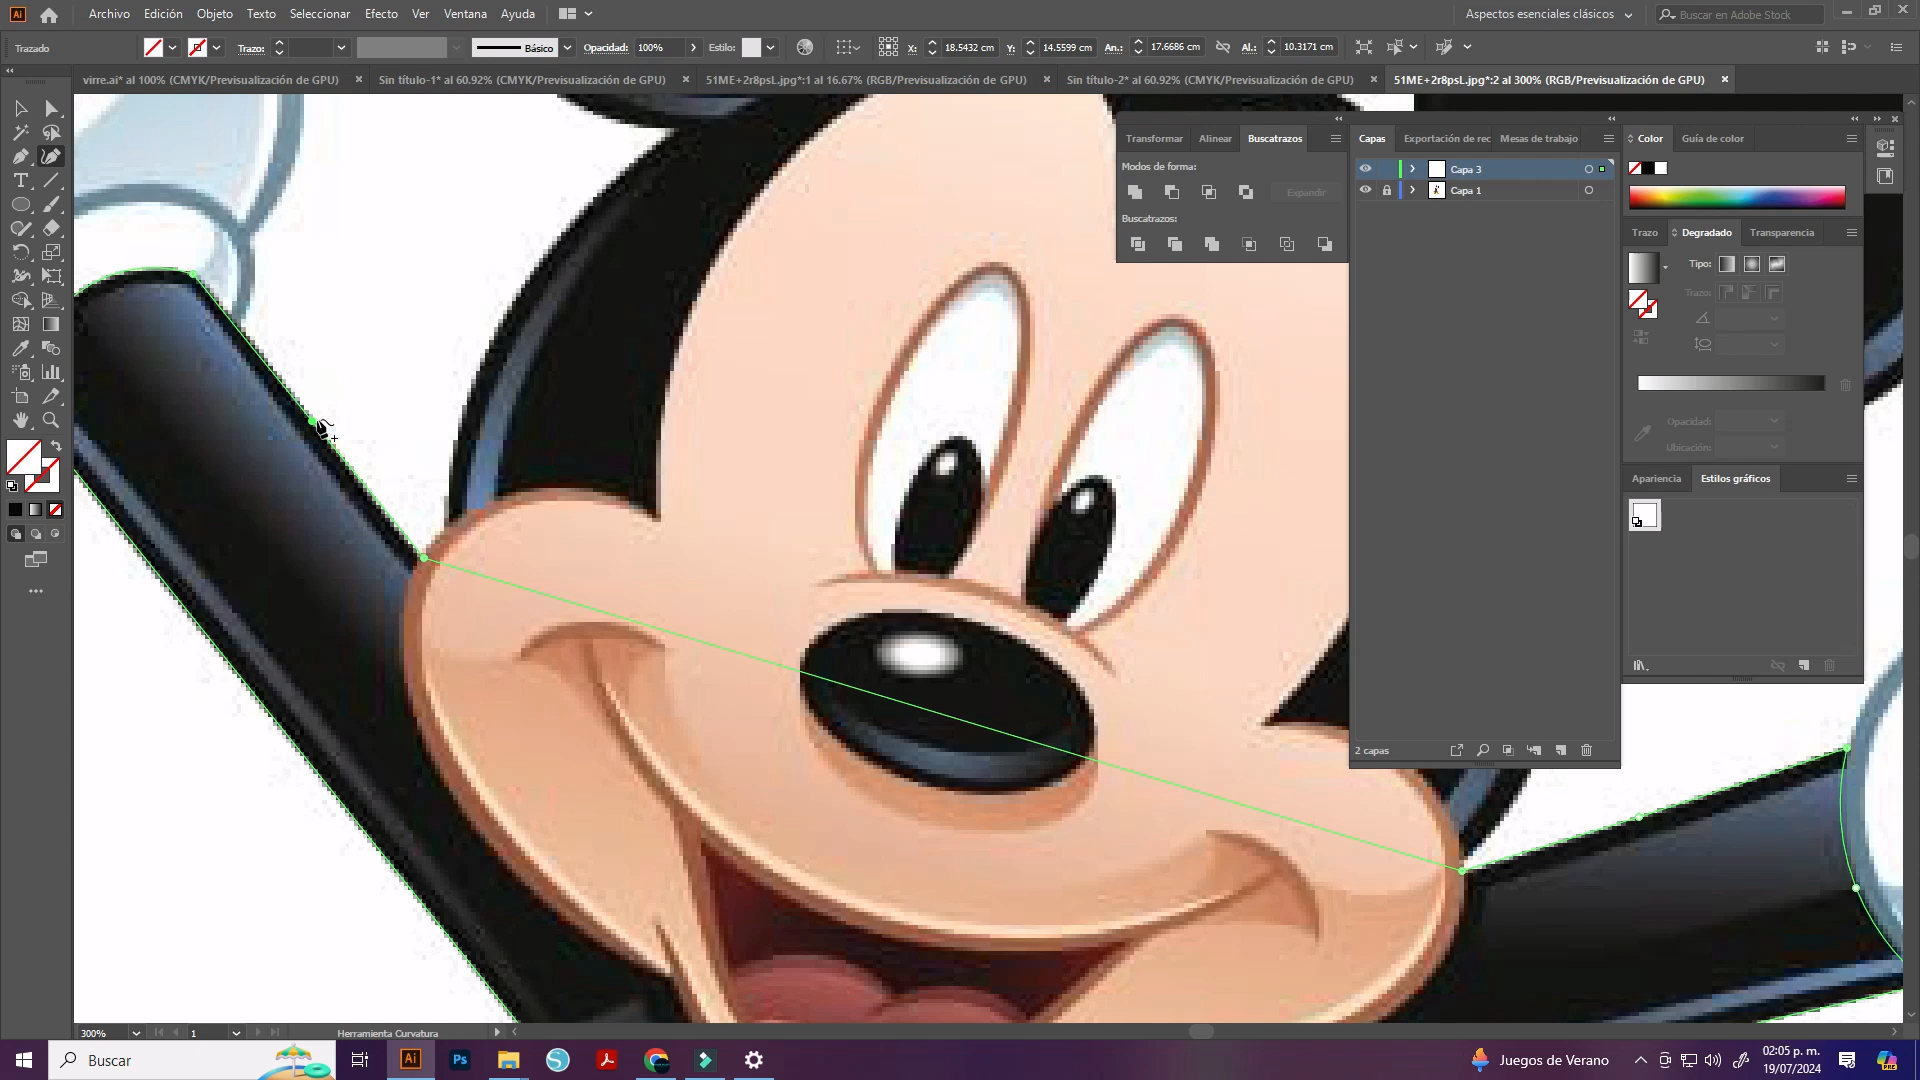 Ai
Archivo Edición Objeto Texto Seleccionar Efecto Ver Ventana Ayuda
Aspectos esenciales clásicos
Buscar en Adobe Stock
Trazado
Trazo:
Básico
Opacidad: 100%
Estilo:
X: 18.5432 cm
Y: 14.5599 cm
An.: 17.6686 cm
Al.: 10.3171 cm
virre.ai* al 100% (CMYK/Previsualización de GPU)
Sin título-1* al 60.92% (CMYK/Previsualización de GPU)
51ME+2r8psL.jpg*:1 al 16.67% (RGB/Previsualización de GPU)
Sin título-2* al 60.92% (CMYK/Previsualización de GPU)
51ME+2r8psL.jpg*:2 al 300% (RGB/Previsualización de GPU)
Transformar Alinear Buscatrazos
Modos de forma:
Expandir
Buscatrazos:
Capas Exportación de rec Mesas de trabajo
Capa 3
Capa 1
2 capas
Color Guía de color
Trazo Degradado Transparencia
Tipo:
Trazo:
Opacidad:
Ubicación:
Apariencia Estilos gráficos
300%
1
Herramienta Curvatura
Buscar
Ai
Ps
Juegos de Verano
02:05 p. m.
19/07/2024
PRE